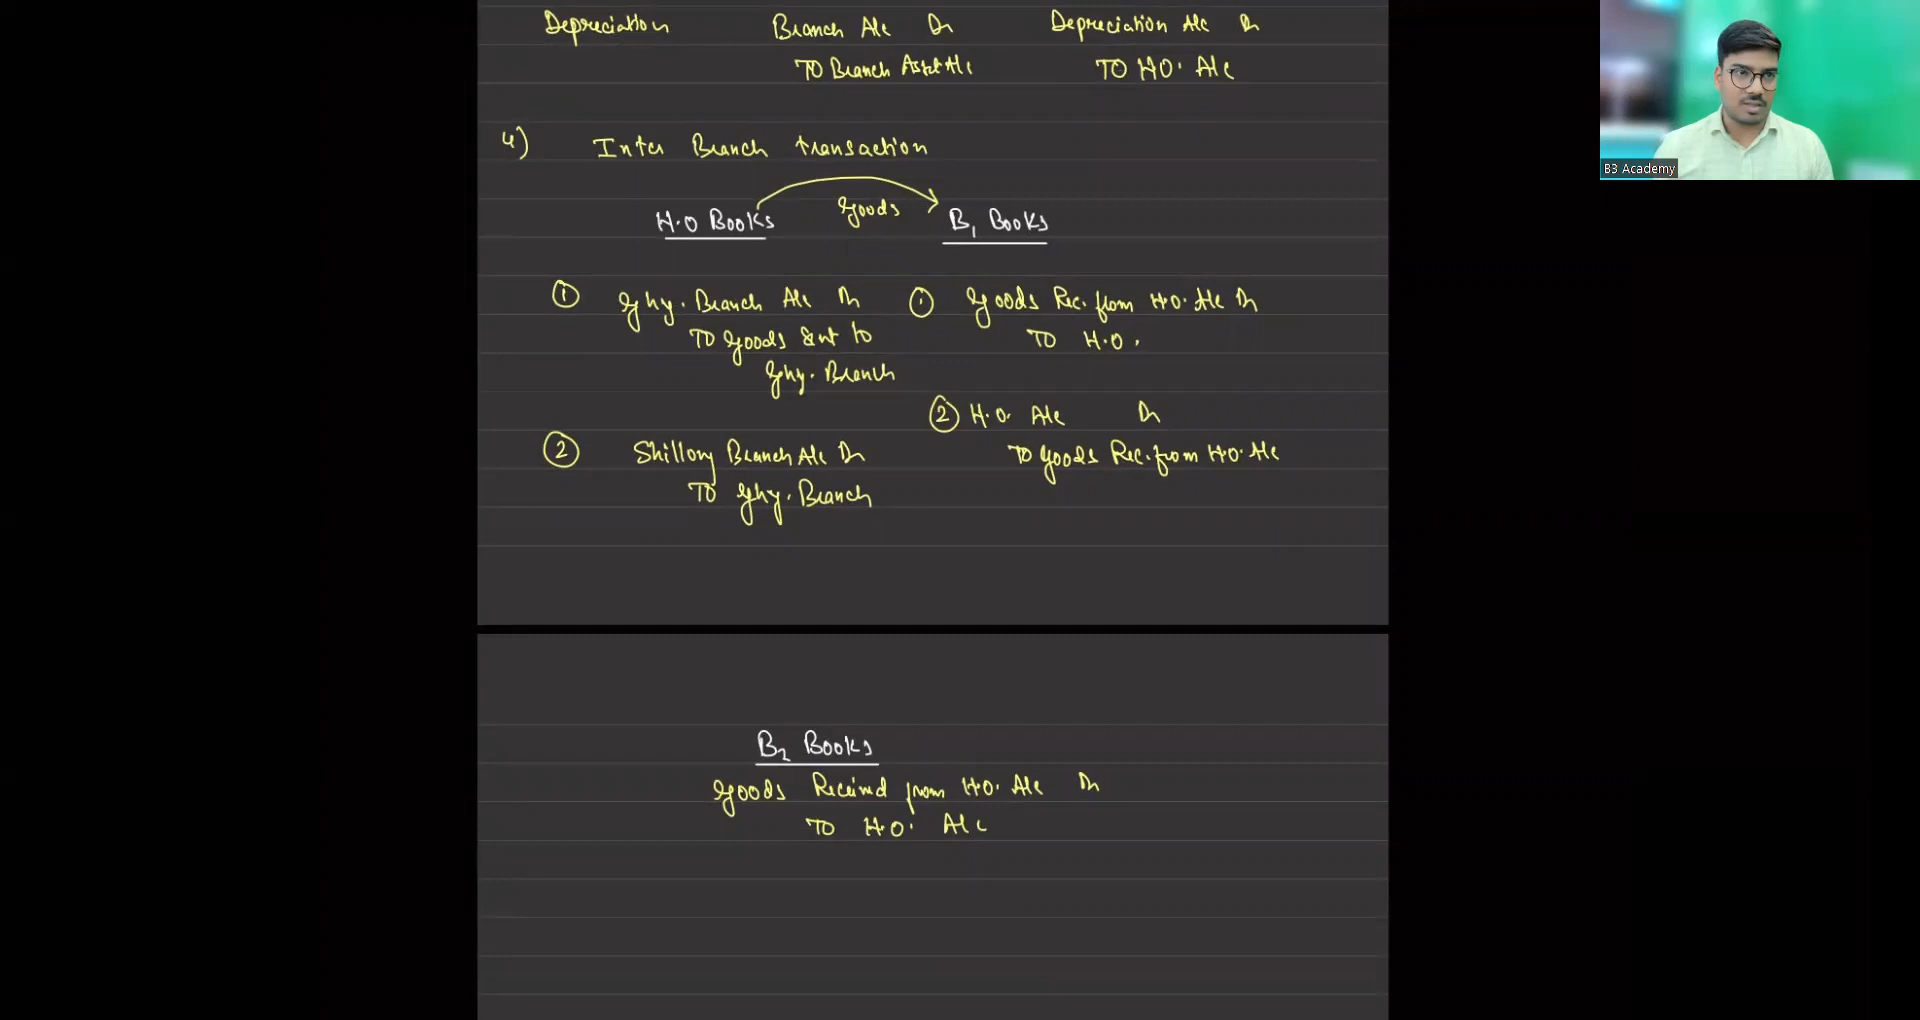 Depreciation Branch A/c Dr Depreciation A/c Dr
To Branch Asset A/c To H.O. A/c
4) Inter Branch transaction
Goods
H.O Books B1 Books
① Ghy. Branch A/c Dr ① Goods Rec. from H.O. A/c Dr
To Goods Sent to To H.O.
Ghy. Branch
② H.O. A/c Dr
② Shillong Branch A/c Dr To Goods Rec. from H.O. A/c
To Ghy. Branch
B2 Books
Goods Received from H.O. A/c Dr
To H.O. A/c
B3 Academy